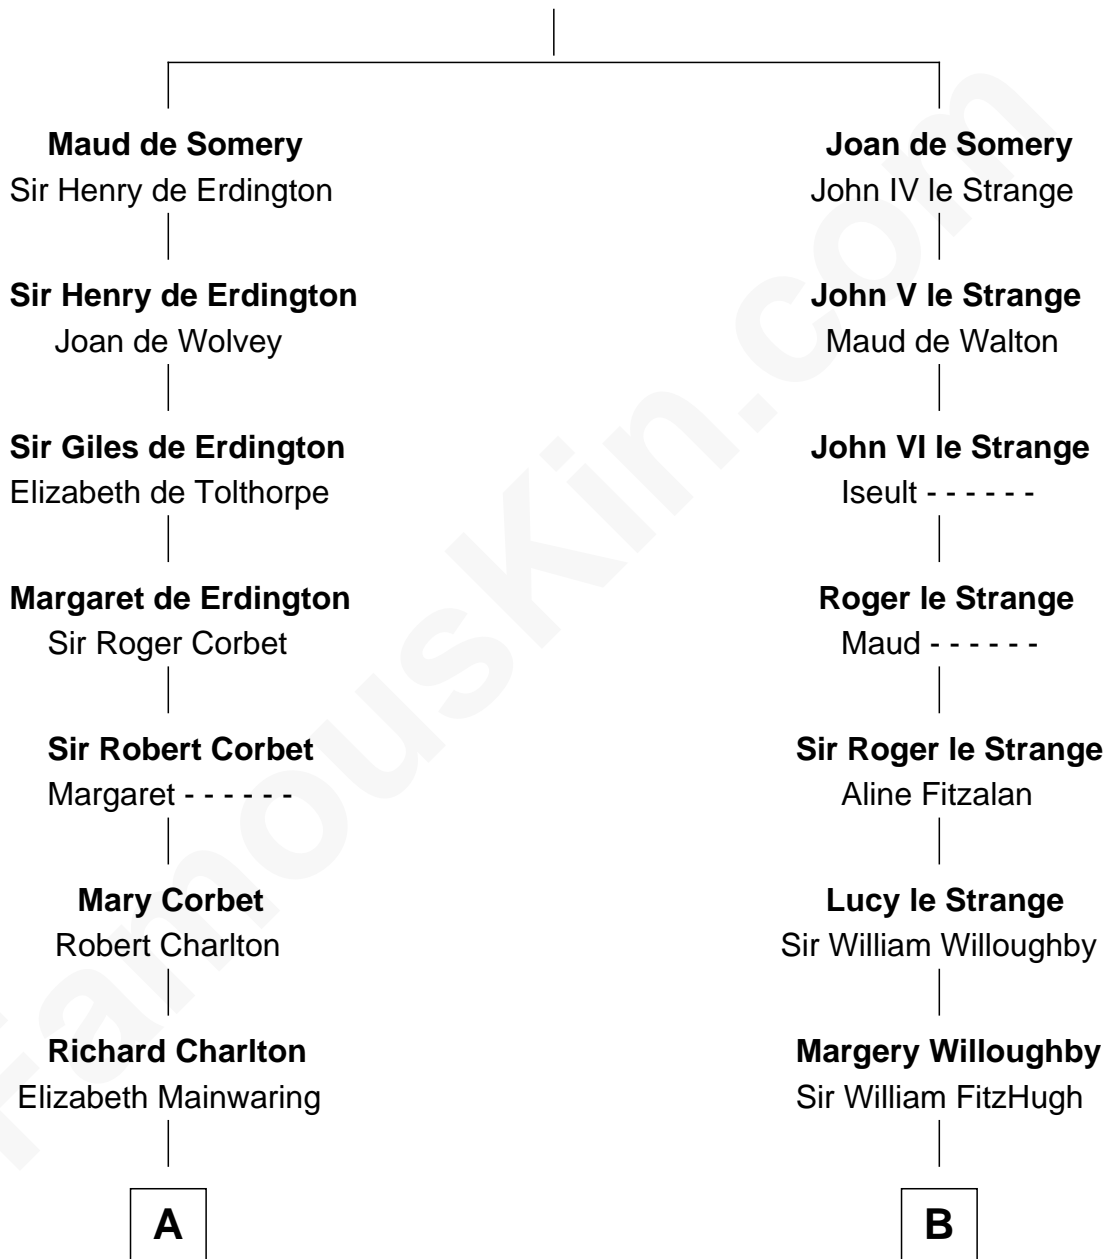 Maud de Somery
Sir Henry de Erdington
Sir Henry de Erdington
Joan de Wolvey
Sir Giles de Erdington
Elizabeth de Tolthorpe
Margaret de Erdington
Sir Roger Corbet
Sir Robert Corbet
Margaret - - - - - -
Mary Corbet
Robert Charlton
Richard Charlton
Elizabeth Mainwaring
A
Joan de Somery
John IV le Strange
John V le Strange
Maud de Walton
John VI le Strange
Iseult - - - - - -
Roger le Strange
Maud - - - - - -
Sir Roger le Strange
Aline Fitzalan
Lucy le Strange
Sir William Willoughby
Margery Willoughby
Sir William FitzHugh
B
FamousKin.com